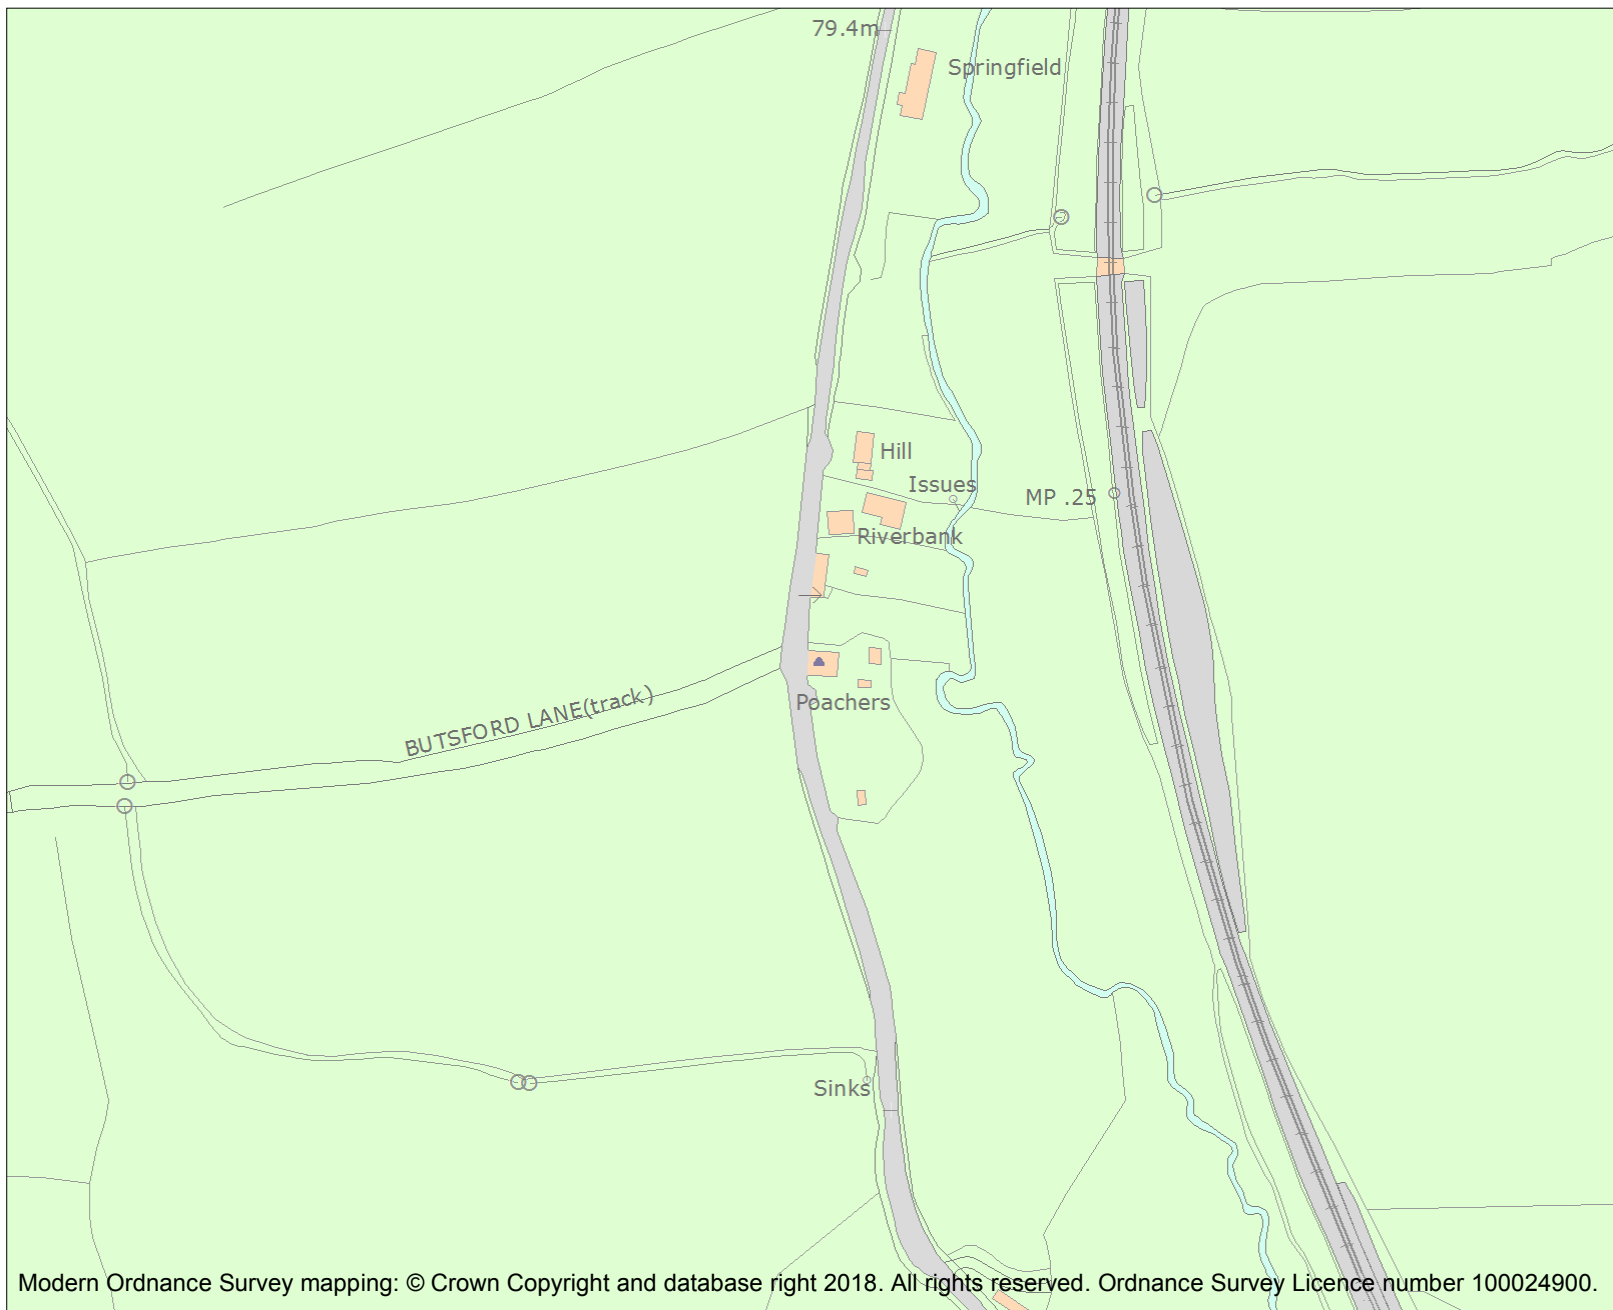 79.4m
Springfield
Hill
Issues
MP .25
Riverbank
BUTSFORD LANE(track)
Poachers
Sinks
Modern Ordnance Survey mapping: © Crown Copyright and database right 2018. All rights reserved. Ordnance Survey Licence number 100024900.